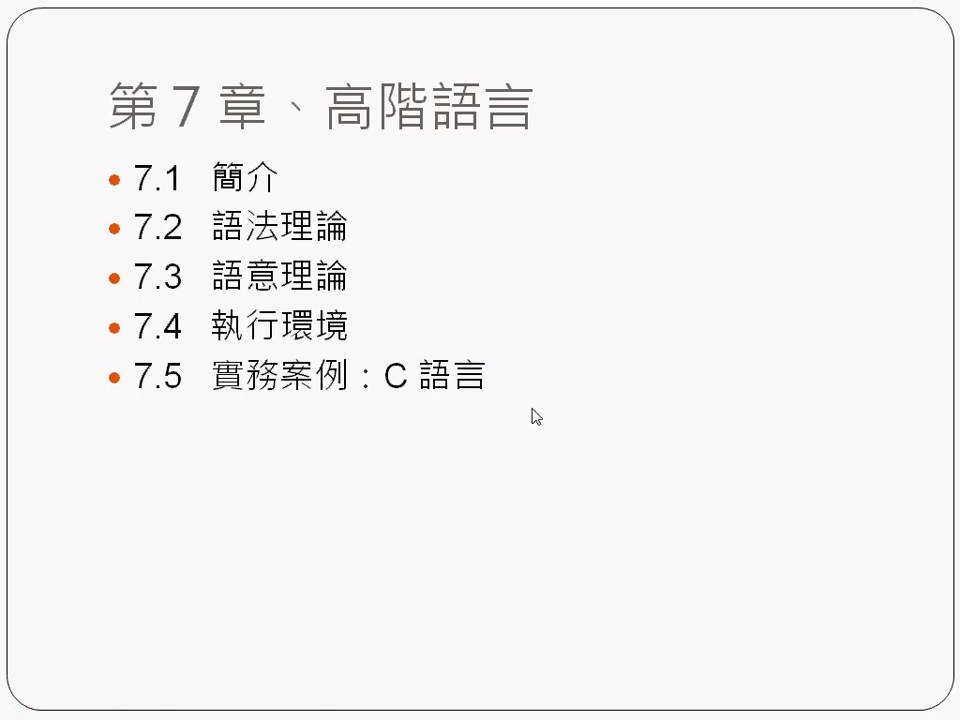 第 7 章、高階語言
7.1 簡介
7.2 語法理論
7.3 語意理論
7.4 執行環境
7.5 實務案例：C 語言